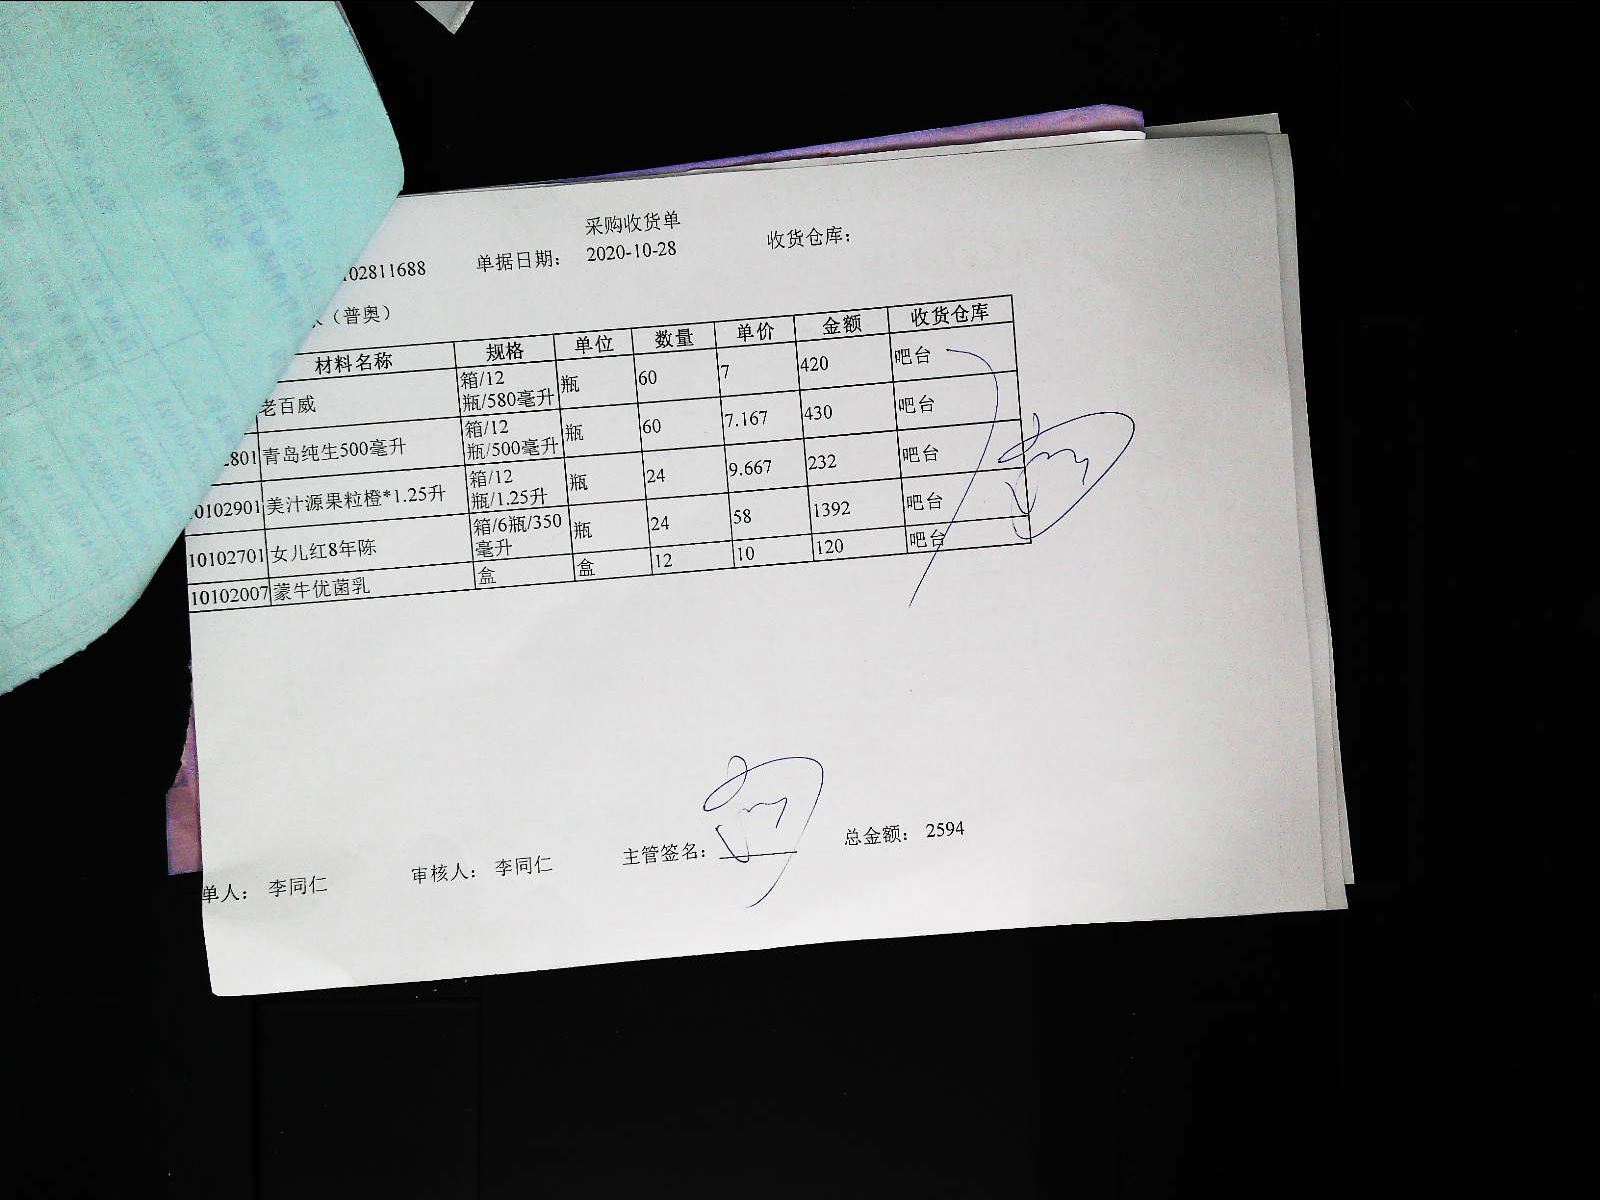 采购收货单
102811688 单据日期： 2020-10-28 收货仓库：
（普奥）
材料名称 规格 单位 数量 单价 金额 收货仓库
老百威 箱/12瓶/580毫升 瓶 60 7 420 吧台
2801 青岛纯生500毫升 箱/12瓶/500毫升 瓶 60 7.167 430 吧台
10102901 美汁源果粒橙*1.25升 箱/12瓶/1.25升 瓶 24 9.667 232 吧台
10102701 女儿红8年陈 箱/6瓶/350毫升 瓶 24 58 1392 吧台
10102007 蒙牛优菌乳 盒 盒 12 10 120 吧台
单人： 李同仁 审核人： 李同仁 主管签名： 总金额： 2594